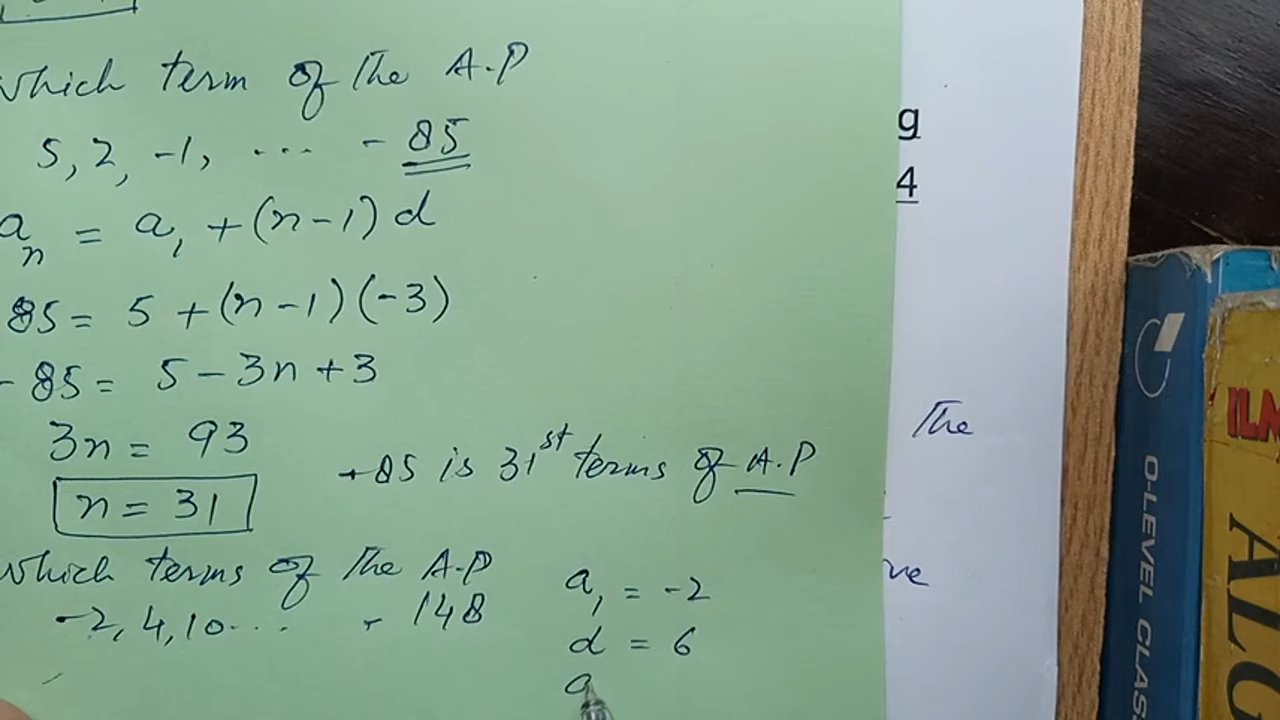 which term of The A.P
5, 2, -1, ... - 85
an = a1 + (n-1) d
85 = 5 + (n-1)(-3)
- 85 = 5 - 3n + 3
3n = 93
n = 31
-85 is 31st terms of A.P
which terms of The A.P
-2, 4, 10 .... , 148
a1 = -2
d = 6
a
g
4
The
ve
O-LEVEL CLAS
ILM
ALG